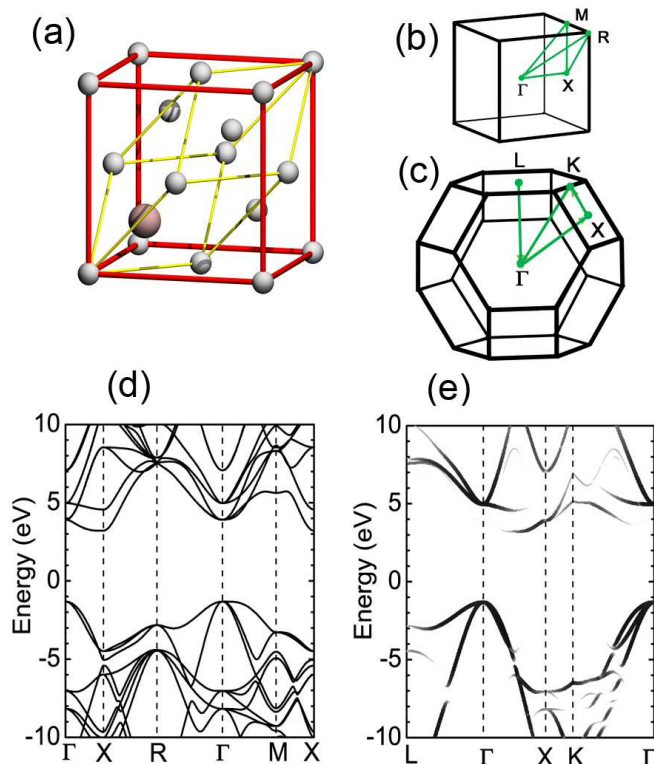 (a)
(b)
M
R
Γ
X
(c)
L
K
X
Γ
(d)
(e)
10
5
0
-5
-10
Energy (eV)
Γ X R Γ M X
10
5
0
-5
-10
Energy (eV)
L Γ X K Γ